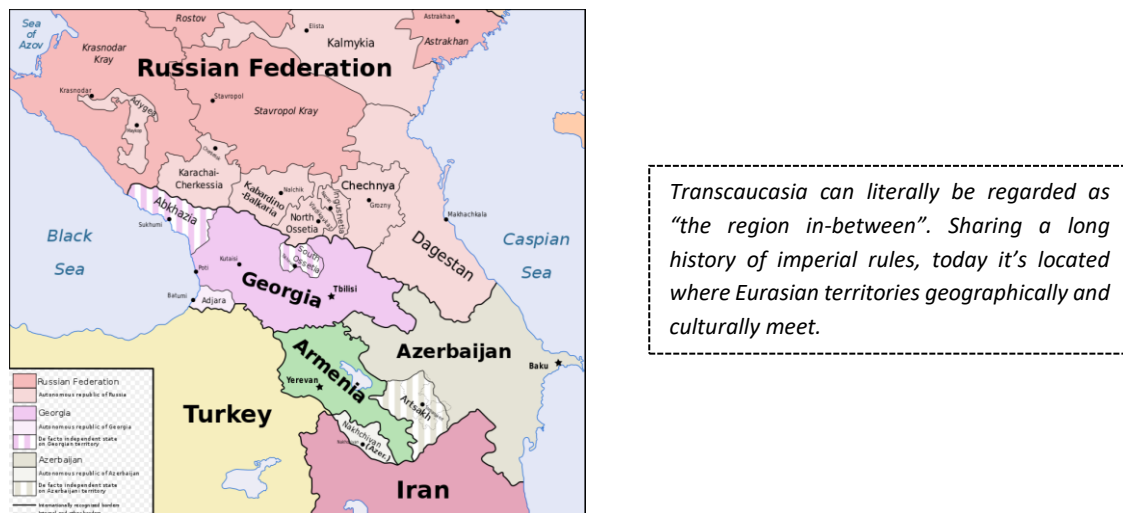 Sea
of
Azov
Rostov
Elista
Astrakhan
Kalmykia
Astrakhan
Krasnodar
Kray
Russian Federation
Krasnodar
Adygea
Stavropol
Stavropol Kray
Karachai-
Cherkessia
Kabardino
-Balkaria
Nalchik
Ingushetia
Chechnya
Grozny
North
Ossetia
Makhachkala
Dagestan
Abkhazia
Sukhumi
Black
Sea
Caspian
Sea
Kutaisi
South
Ossetia
Poti
Georgia
Tbilisi
Batumi
Adjara
Azerbaijan
Baku
Armenia
Yerevan
Artsakh
Turkey
Nakhchivan
(Azer.)
Iran
Russian Federation
Autonomous republic of Russia
Georgia
Autonomous republic of Georgia
De facto independent state
on Georgian territory
Azerbaijan
Autonomous republic of Azerbaijan
De facto independent state
on Azerbaijani territory
Internationally recognized borders
Transcaucasia can literally be regarded as
“the region in-between”. Sharing a long
history of imperial rules, today it’s located
where Eurasian territories geographically and
culturally meet.